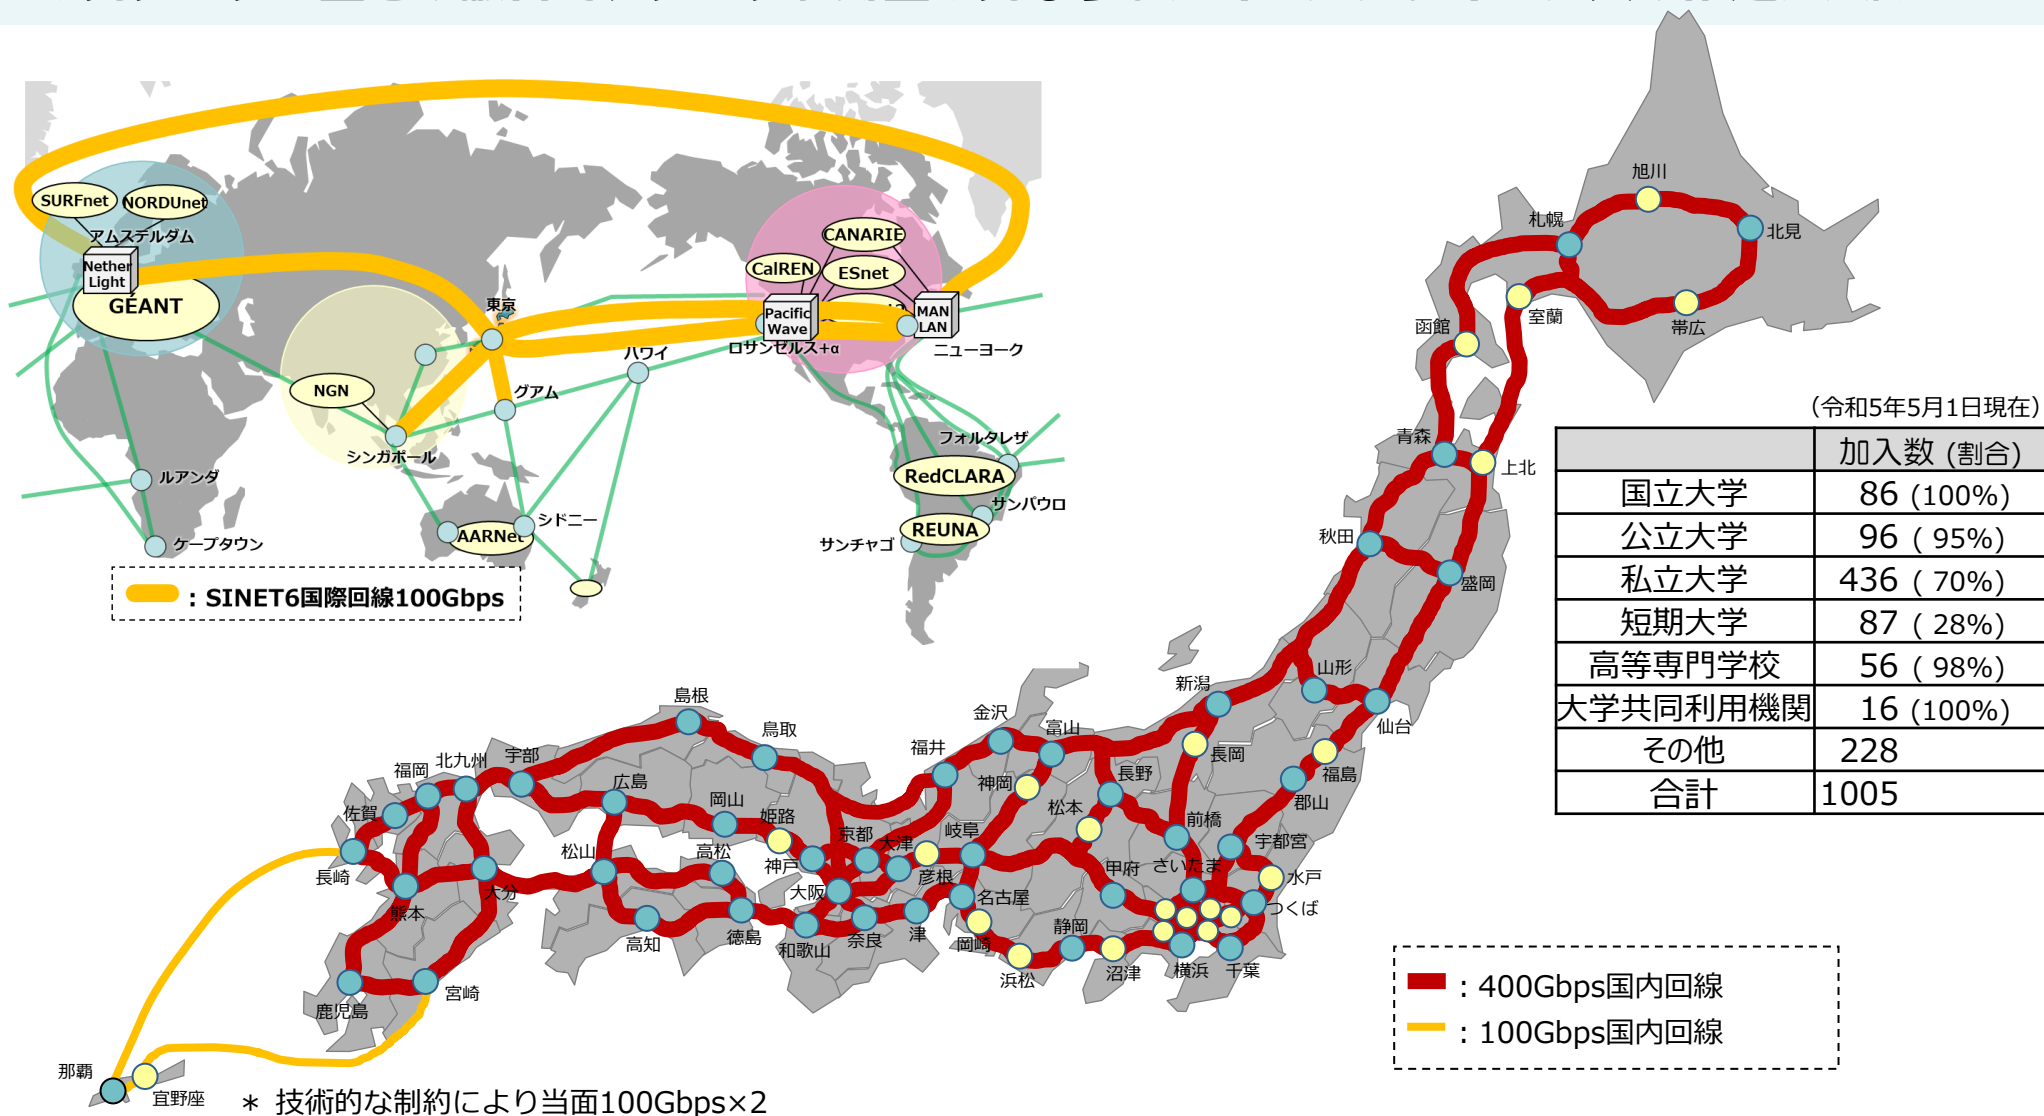 SURFnet
NORDUnet
アムステルダム
Nether
Light
GÉANT
NGN
シンガポール
東京
グアム
ハワイ
CANARIE
CalREN
ESnet
Pacific
Wave
MAN
LAN
ロサンゼルス+α
ニューヨーク
ルアンダ
ケープタウン
AARNet
シドニー
フォルタレザ
RedCLARA
サンパウロ
REUNA
サンチャゴ
: SINET6国際回線100Gbps
旭川
札幌
北見
函館
室蘭
帯広
青森
上北
秋田
盛岡
山形
新潟
仙台
金沢
富山
福井
神岡
長野
長岡
福島
郡山
松本
前橋
宇都宮
島根
鳥取
北九州
宇部
福岡
広島
岡山
姫路
佐賀
京都
大津
岐阜
さいたま
甲府
水戸
松山
高松
神戸
長崎
大分
大阪
彦根
名古屋
つくば
熊本
高知
徳島
和歌山
奈良
津
岡崎
静岡
浜松
沼津
横浜
千葉
鹿児島
宮崎
那覇
宜野座
(令和5年5月1日現在)
加入数 (割合)
国立大学 86 (100%)
公立大学 96 ( 95%)
私立大学 436 ( 70%)
短期大学 87 ( 28%)
高等専門学校 56 ( 98%)
大学共同利用機関 16 (100%)
その他 228
合計 1005
: 400Gbps国内回線
: 100Gbps国内回線
* 技術的な制約により当面100Gbps×2